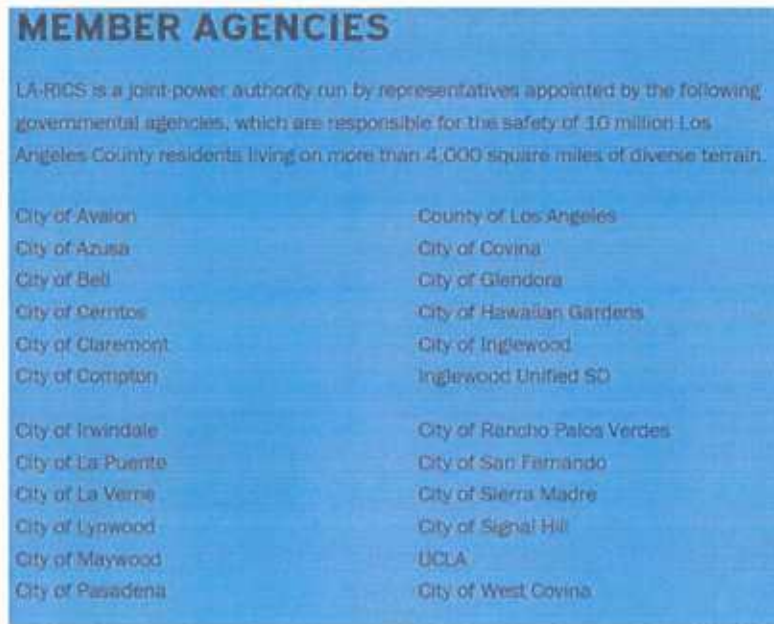 MEMBER AGENCIES
LA-RICS is a joint-power authority run by representatives appointed by the following
governmental agencies, which are responsible for the safety of 10 million Los
Angeles County residents living on more than 4,000 square miles of diverse terrain.
City of Avalon
City of Azusa
City of Bell
City of Cerritos
City of Claremont
City of Compton
County of Los Angeles
City of Covina
City of Glendora
City of Hawaiian Gardens
City of Inglewood
Inglewood Unified SD
City of Irwindale
City of La Puente
City of La Verne
City of Lynwood
City of Maywood
City of Pasadena
City of Rancho Palos Verdes
City of San Fernando
City of Sierra Madre
City of Signal Hill
UCLA
City of West Covina